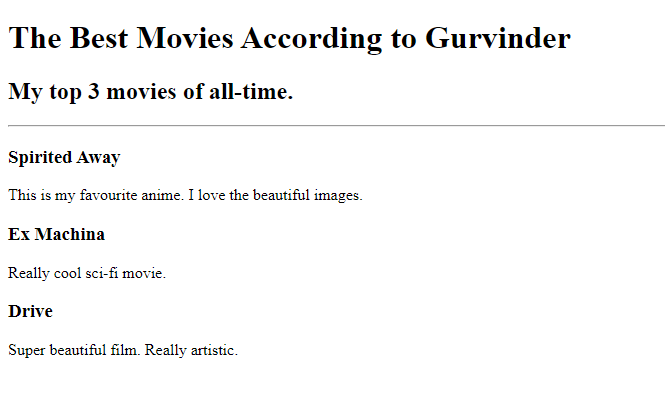 The Best Movies According to Gurvinder
My top 3 movies of all-time.
Spirited Away
This is my favourite anime. I love the beautiful images.
Ex Machina
Really cool sci-fi movie.
Drive
Super beautiful film. Really artistic.